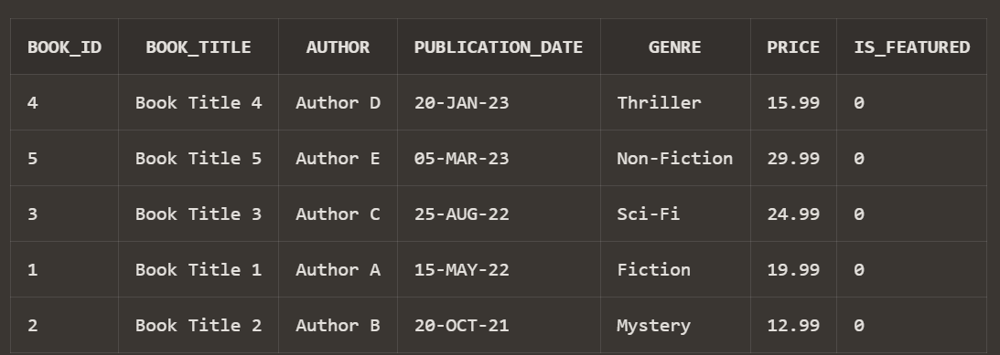 BOOK_ID BOOK_TITLE AUTHOR PUBLICATION_DATE GENRE PRICE IS_FEATURED
4 Book Title 4 Author D 20-JAN-23 Thriller 15.99 0
5 Book Title 5 Author E 05-MAR-23 Non-Fiction 29.99 0
3 Book Title 3 Author C 25-AUG-22 Sci-Fi 24.99 0
1 Book Title 1 Author A 15-MAY-22 Fiction 19.99 0
2 Book Title 2 Author B 20-OCT-21 Mystery 12.99 0